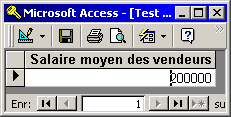 Microsoft Access - [Test ...
Salaire moyen des vendeurs
200000
Enr: 1 su